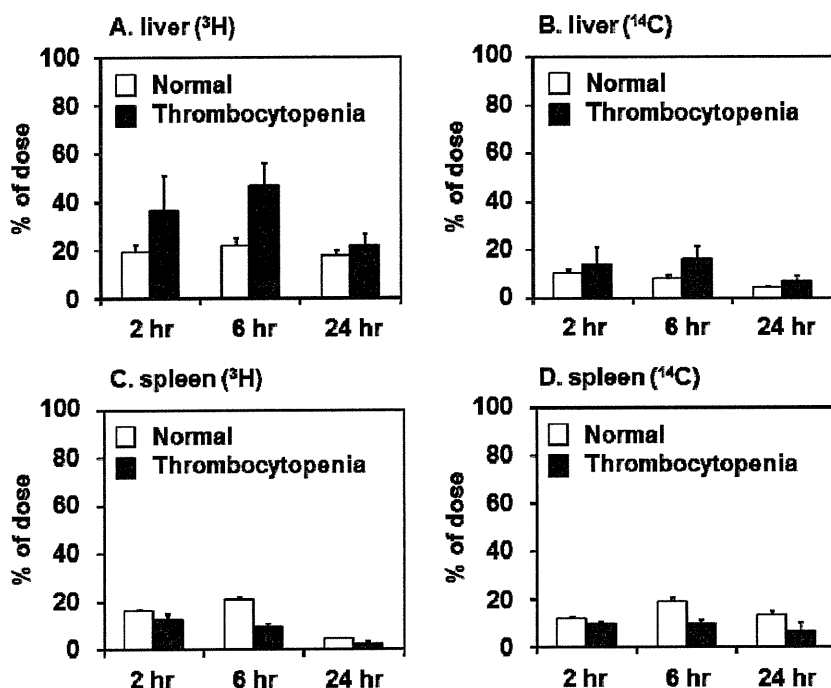 A. liver (³H)
100
80
60
40
20
0
% of dose
Normal
Thrombocytopenia
2 hr 6 hr 24 hr
B. liver (¹⁴C)
100
80
60
40
20
0
% of dose
Normal
Thrombocytopenia
2 hr 6 hr 24 hr
C. spleen (³H)
100
80
60
40
20
0
% of dose
Normal
Thrombocytopenia
2 hr 6 hr 24 hr
D. spleen (¹⁴C)
100
80
60
40
20
0
% of dose
Normal
Thrombocytopenia
2 hr 6 hr 24 hr